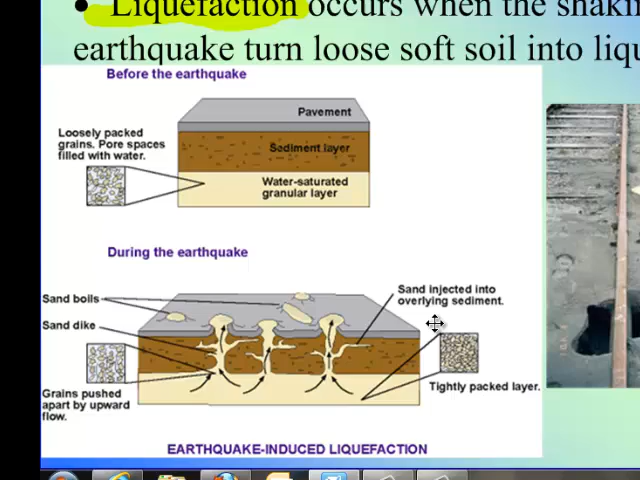 • Liquefaction occurs when the
earthquake turn loose soft soil into
Before the earthquake
Pavement
Loosely packed
grains. Pore spaces
filled with water.
Sediment layer
Water-saturated
granular layer
During the earthquake
Sand injected into
overlying sediment.
Sand boils
Sand dike
Grains pushed
apart by upward
flow.
Tightly packed layer.
EARTHQUAKE-INDUCED LIQUEFACTION